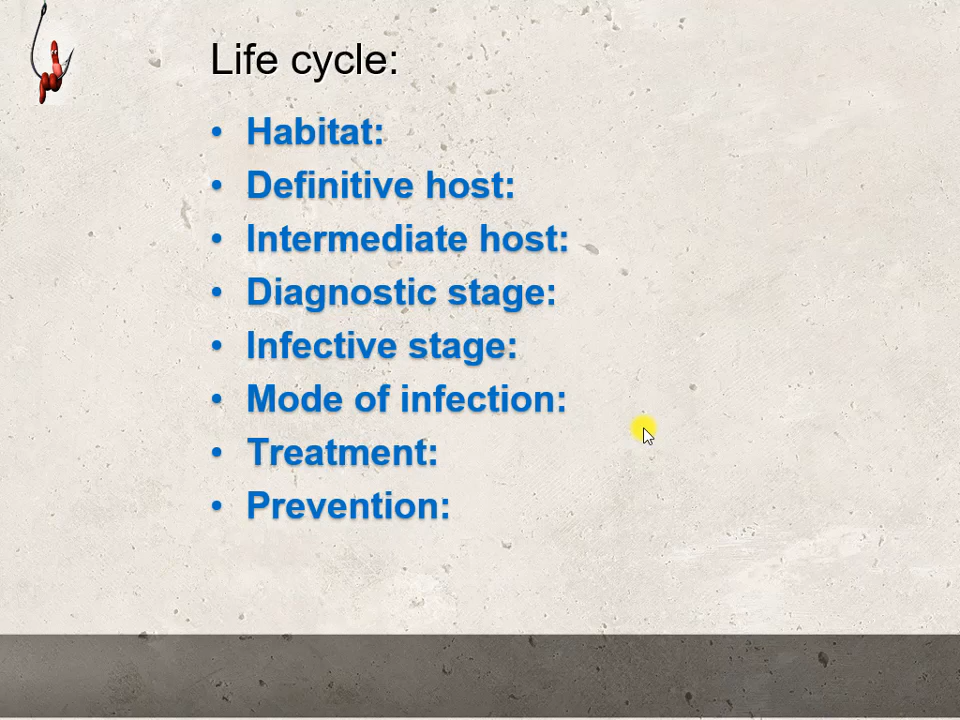 Life cycle:
• Habitat:
• Definitive host:
• Intermediate host:
• Diagnostic stage:
• Infective stage:
• Mode of infection:
• Treatment:
• Prevention: